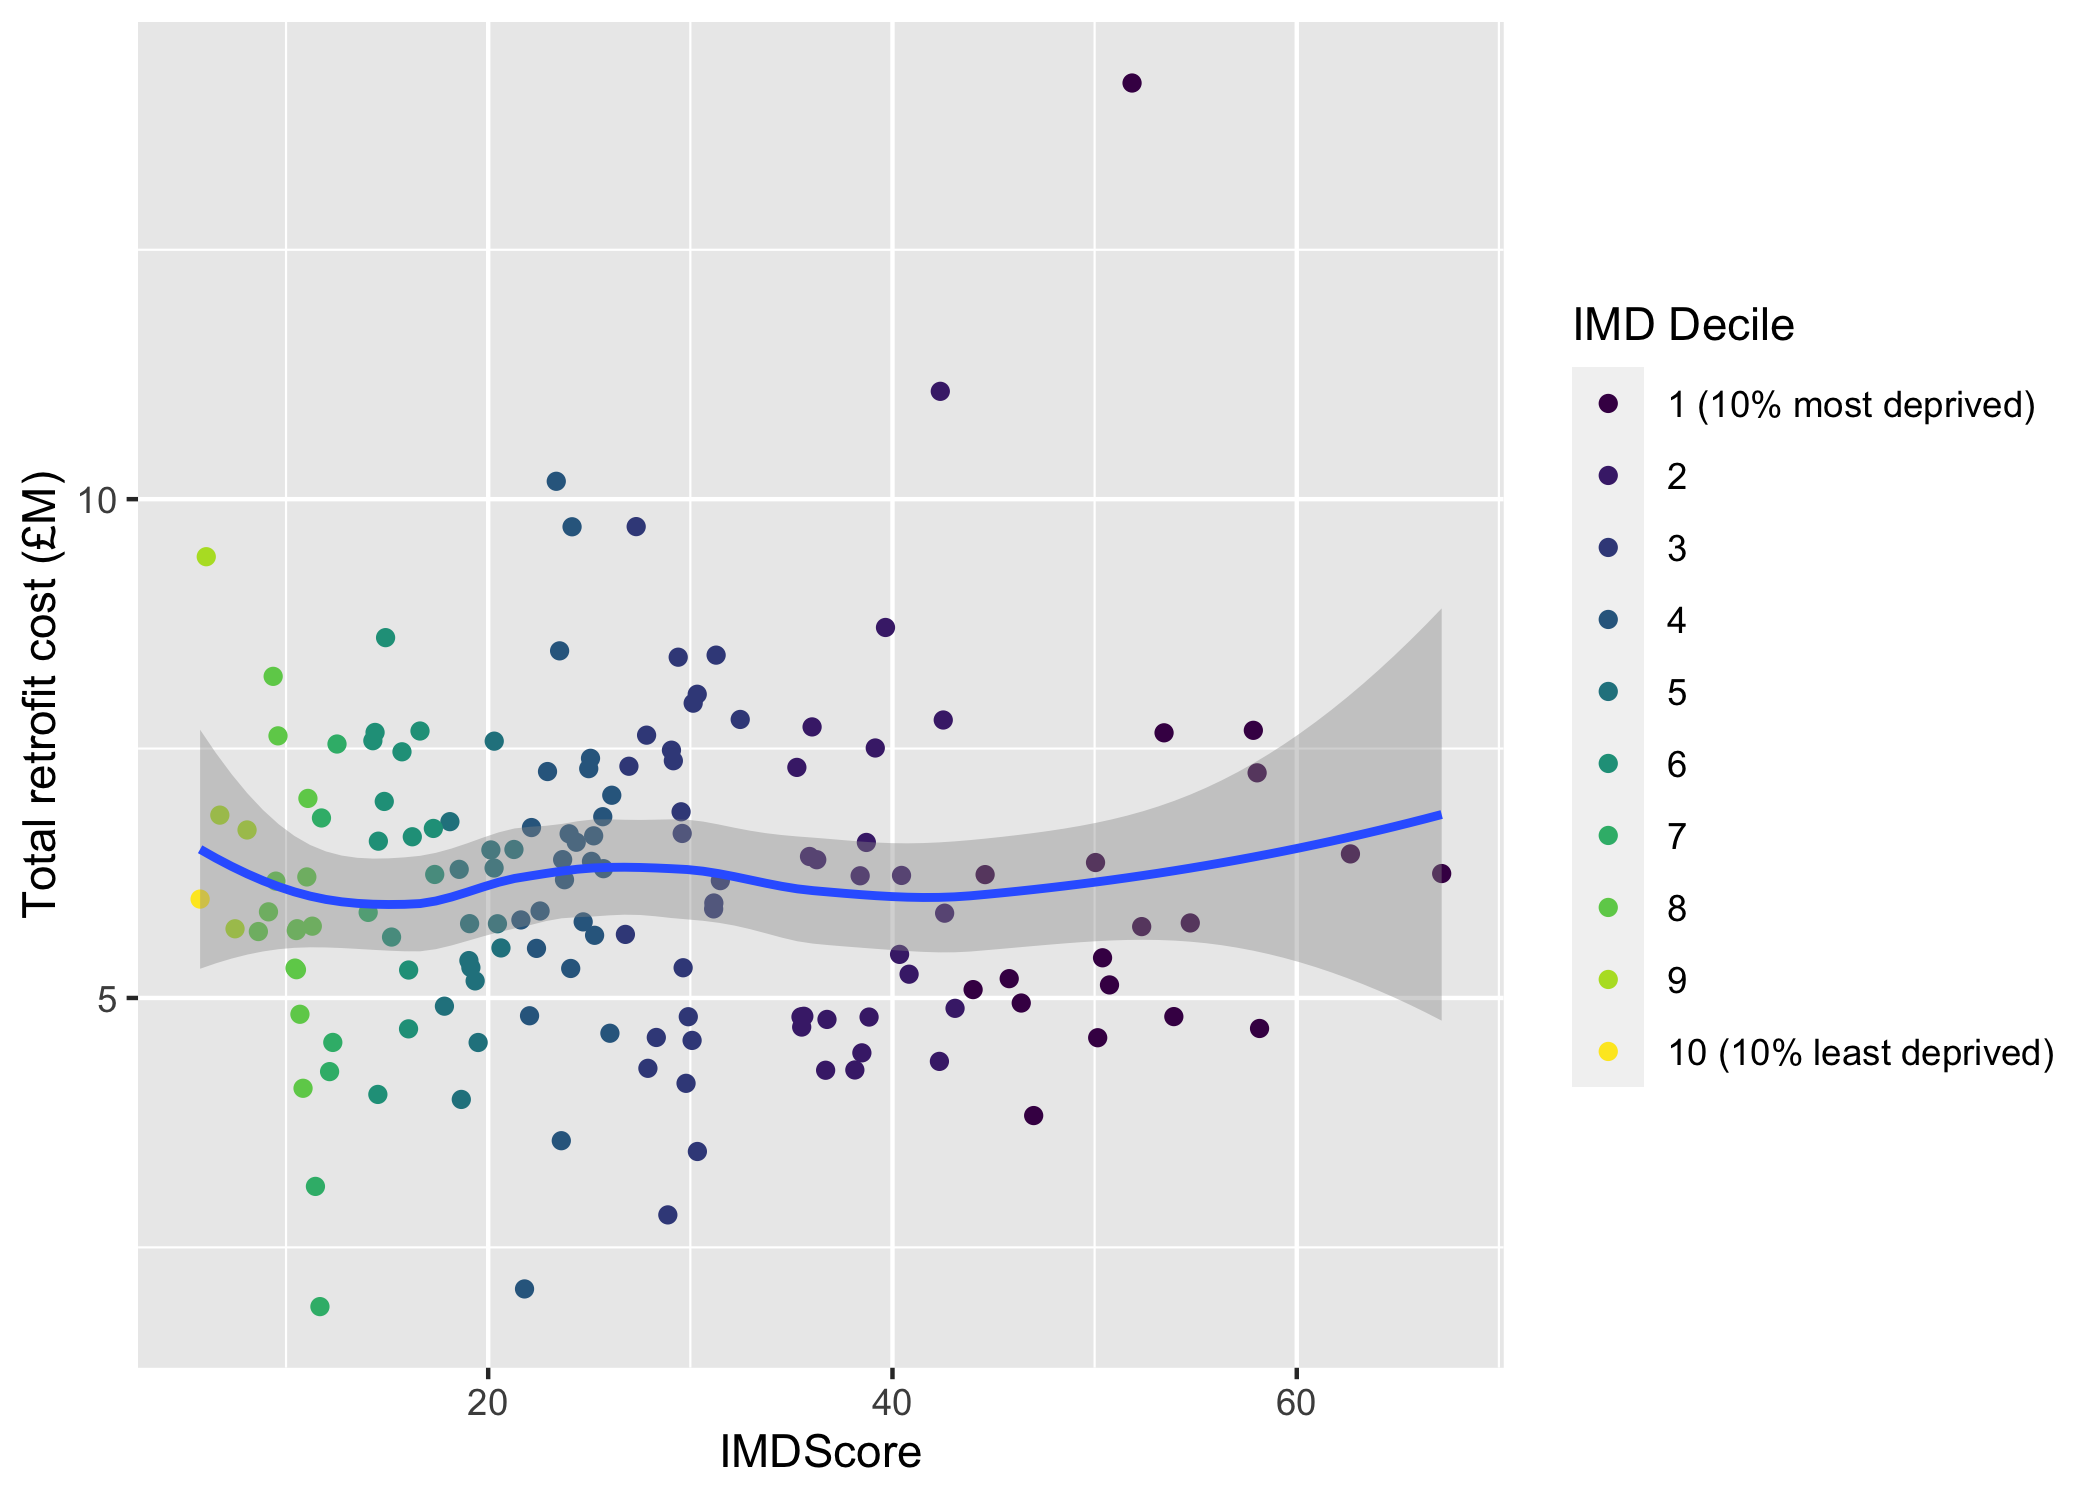 Total retrofit cost (£M)
10
5
20
40
60
IMDScore
IMD Decile
1 (10% most deprived)
2
3
4
5
6
7
8
9
10 (10% least deprived)